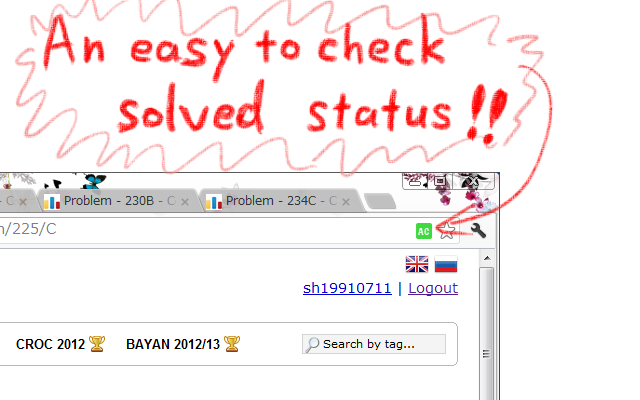 An easy to check
solved status!!
- C Problem - 230B - C Problem - 234C - C
/225/C AC
sh19910711 | Logout
CROC 2012 BAYAN 2012/13 Search by tag...